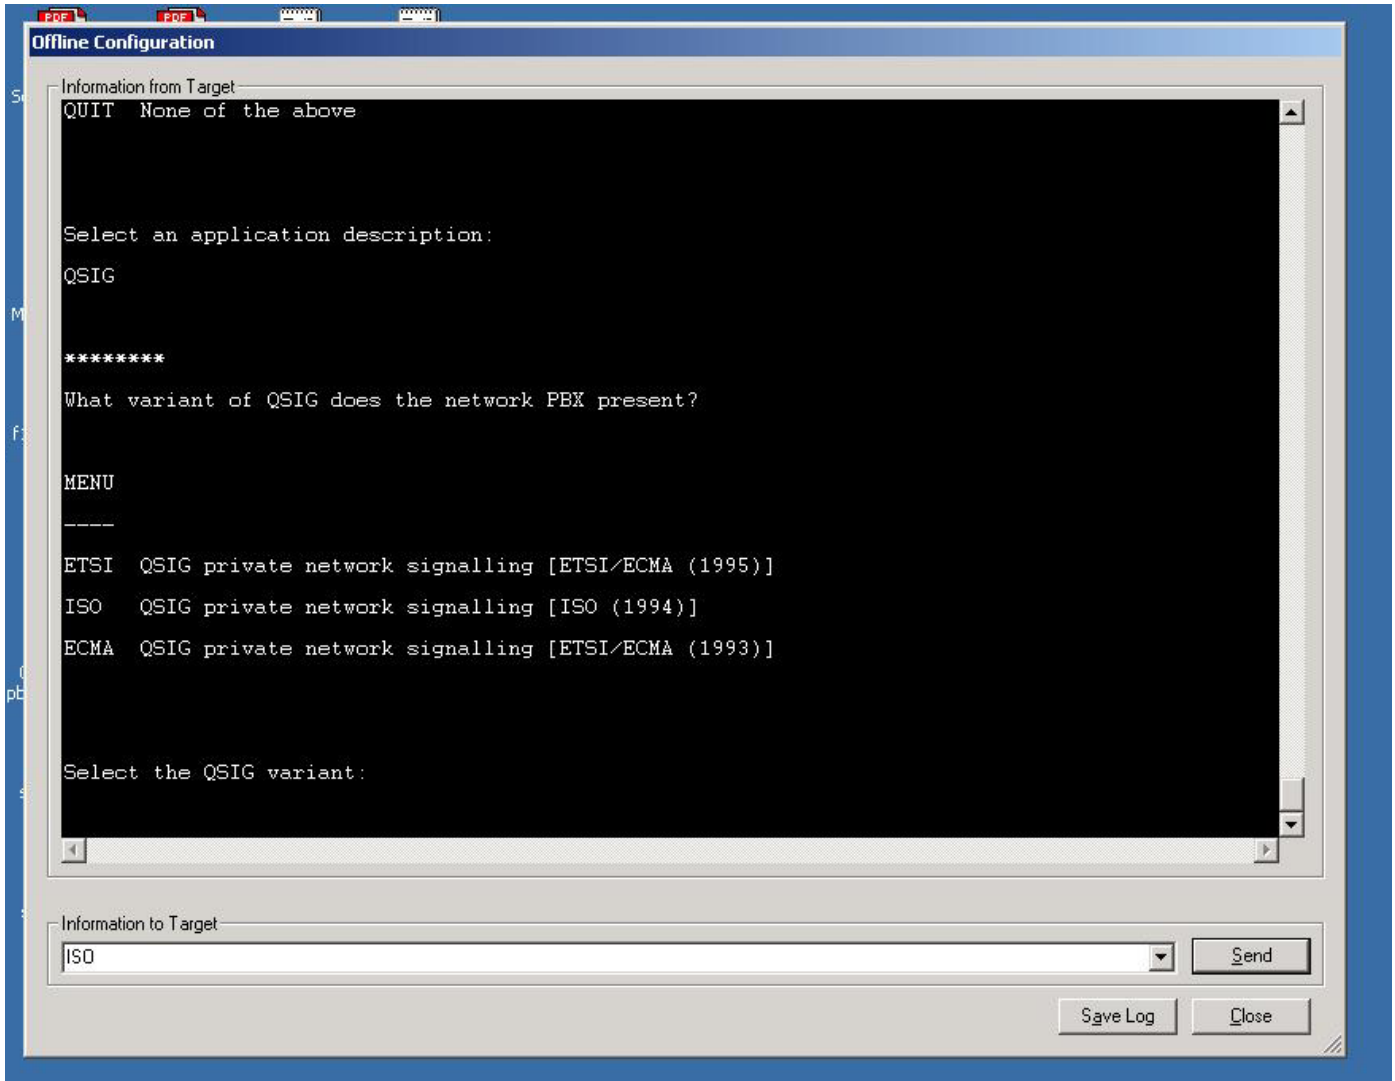 PDF PDF
Offline Configuration
Information from Target
QUIT None of the above
Select an application description:
QSIG
********
What variant of QSIG does the network PBX present?
MENU
----
ETSI QSIG private network signalling [ETSI/ECMA (1995)]
ISO QSIG private network signalling [ISO (1994)]
ECMA QSIG private network signalling [ETSI/ECMA (1993)]
Select the QSIG variant:
Information to Target
ISO
Send
Save Log
Close